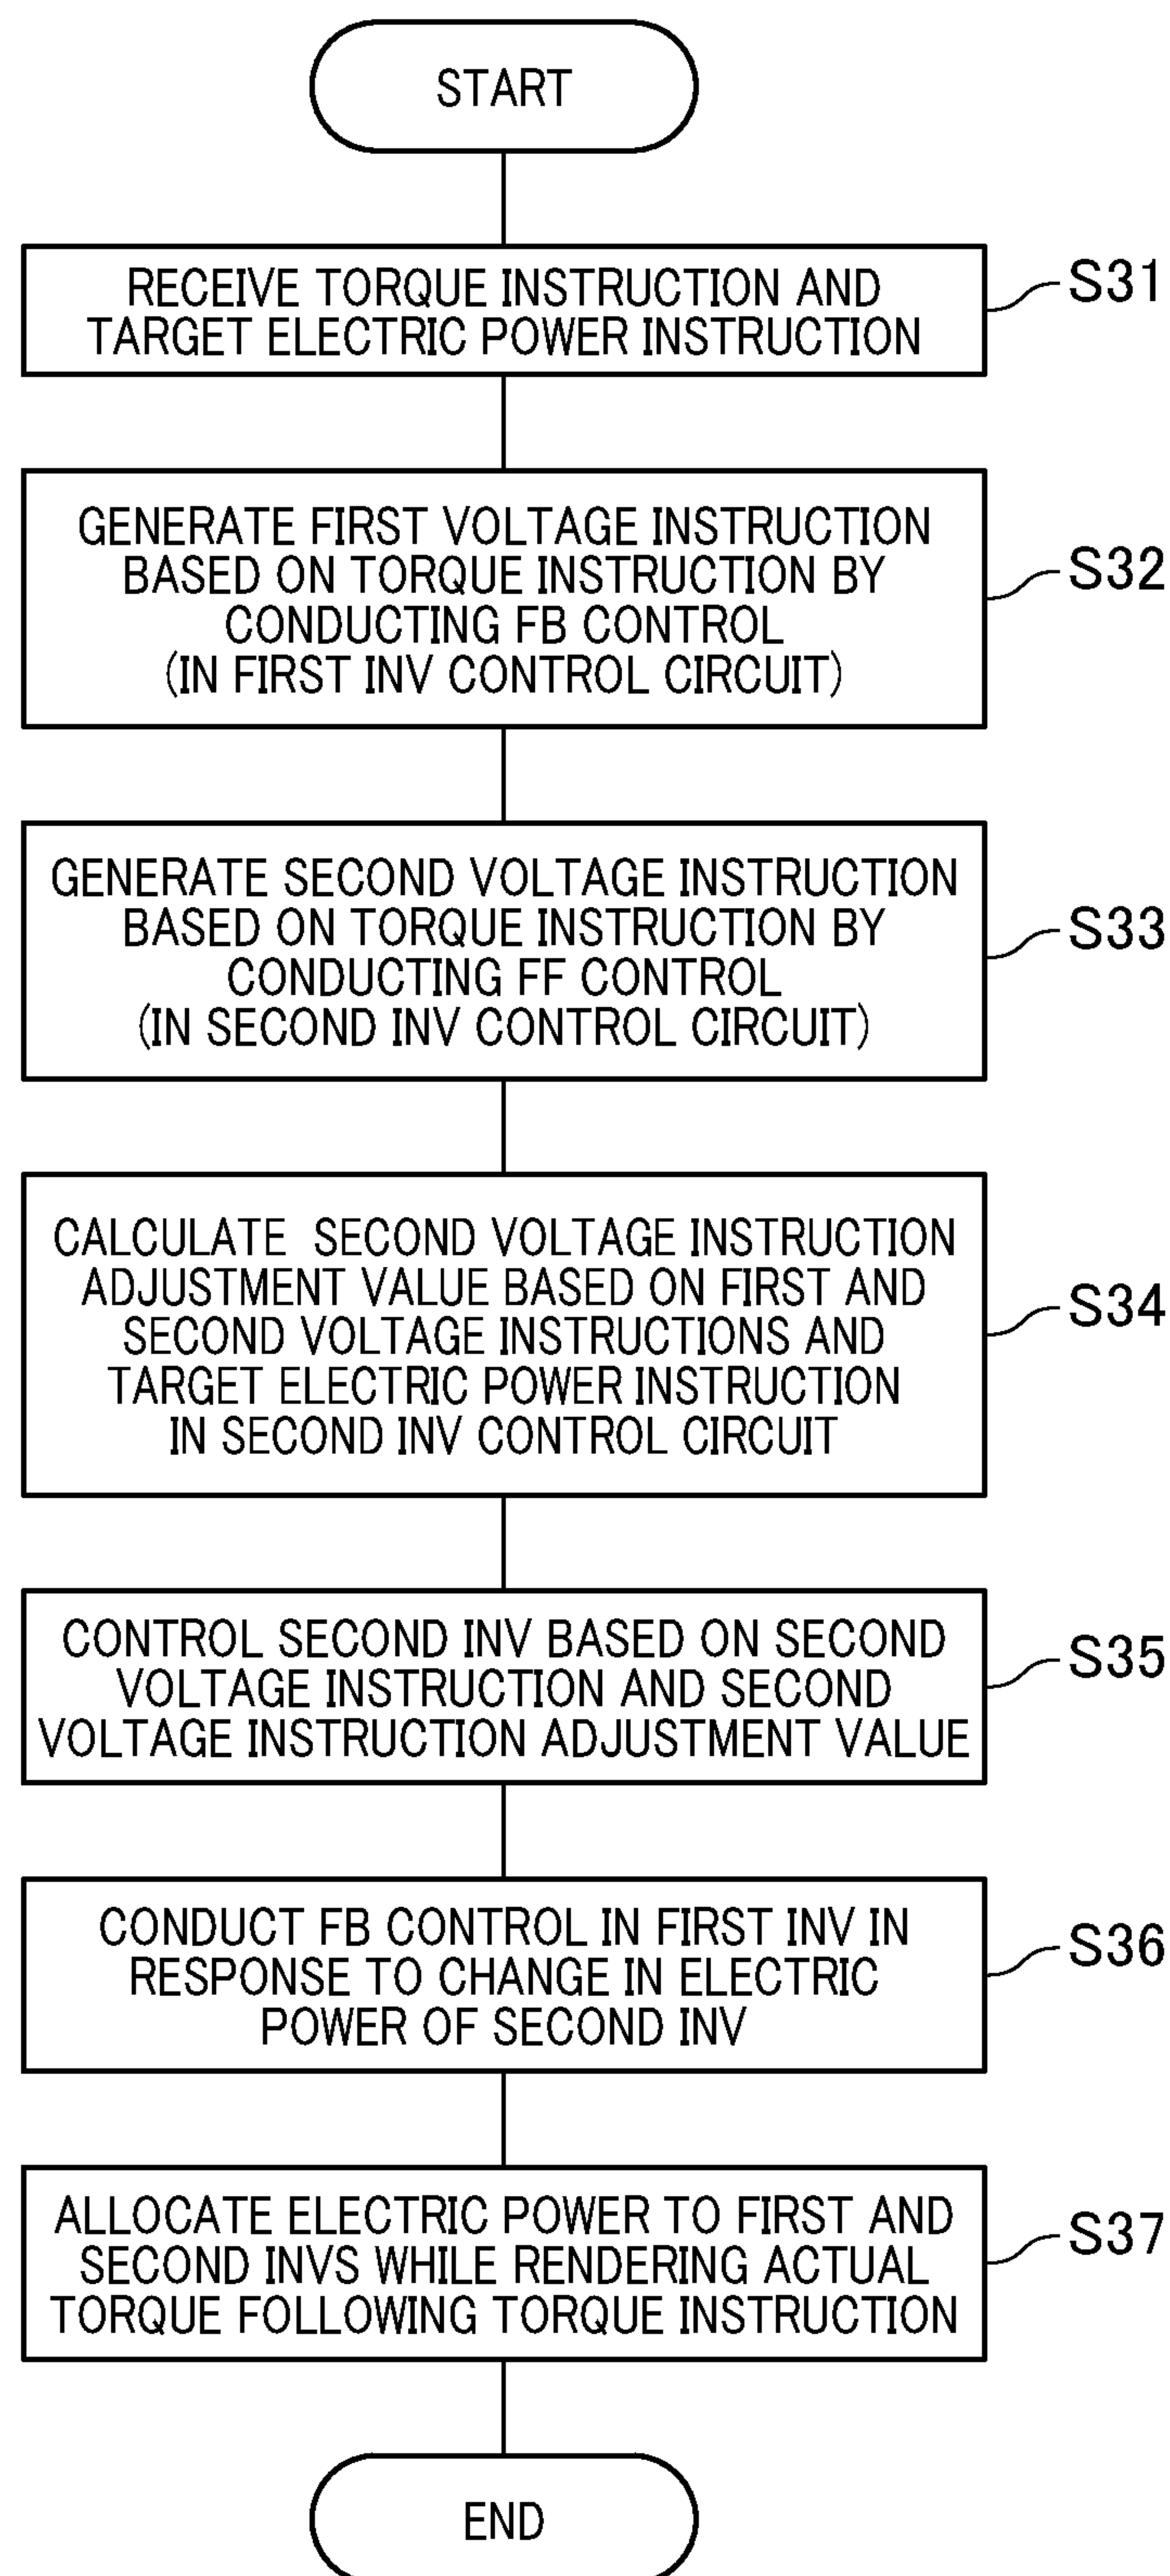 START
RECEIVE TORQUE INSTRUCTION AND
TARGET ELECTRIC POWER INSTRUCTION
S31
GENERATE FIRST VOLTAGE INSTRUCTION
BASED ON TORQUE INSTRUCTION BY
CONDUCTING FB CONTROL
(IN FIRST INV CONTROL CIRCUIT)
S32
GENERATE SECOND VOLTAGE INSTRUCTION
BASED ON TORQUE INSTRUCTION BY
CONDUCTING FF CONTROL
(IN SECOND INV CONTROL CIRCUIT)
S33
CALCULATE SECOND VOLTAGE INSTRUCTION
ADJUSTMENT VALUE BASED ON FIRST AND
SECOND VOLTAGE INSTRUCTIONS AND
TARGET ELECTRIC POWER INSTRUCTION
IN SECOND INV CONTROL CIRCUIT
S34
CONTROL SECOND INV BASED ON SECOND
VOLTAGE INSTRUCTION AND SECOND
VOLTAGE INSTRUCTION ADJUSTMENT VALUE
S35
CONDUCT FB CONTROL IN FIRST INV IN
RESPONSE TO CHANGE IN ELECTRIC
POWER OF SECOND INV
S36
ALLOCATE ELECTRIC POWER TO FIRST AND
SECOND INVS WHILE RENDERING ACTUAL
TORQUE FOLLOWING TORQUE INSTRUCTION
S37
END